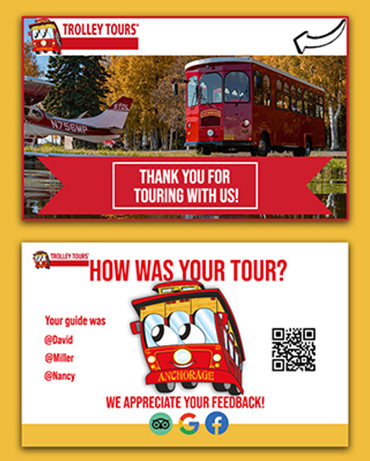 TROLLEY TOURS
N756MP
THANK YOU FOR
TOURING WITH US!
TROLLEY TOURS
HOW WAS YOUR TOUR?
Your guide was
@David
@Miller
@Nancy
ANCHORAGE
WE APPRECIATE YOUR FEEDBACK!